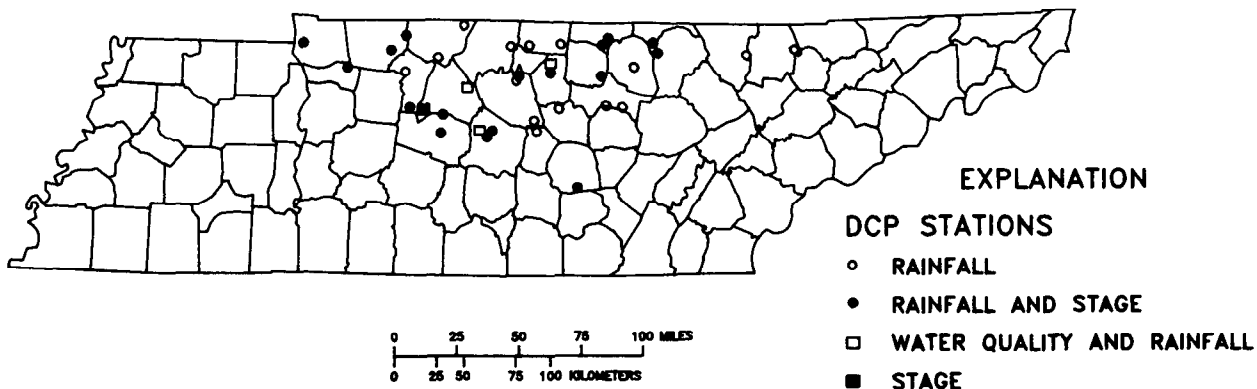 EXPLANATION
DCP STATIONS
RAINFALL
RAINFALL AND STAGE
WATER QUALITY AND RAINFALL
STAGE
0 25 50 75 100 MILES
0 25 50 75 100 KILOMETERS